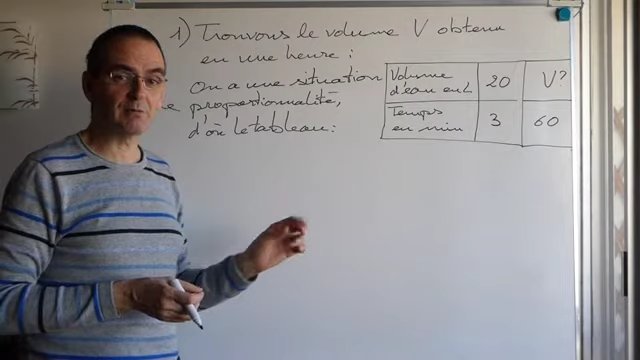 1) Trouvons le volume V obtenu
en une heure :
On a une situation
proportionnalité,
d'où le tableau :
Volume d'eau en L 20 V?
Temps en min 3 60